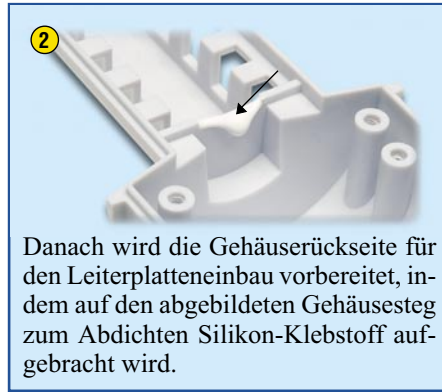 2
Danach wird die Gehäuserückseite für
den Leiterplatteneinbau vorbereitet, in-
dem auf den abgebildeten Gehäusesteg
zum Abdichten Silikon-Klebstoff auf-
gebracht wird.